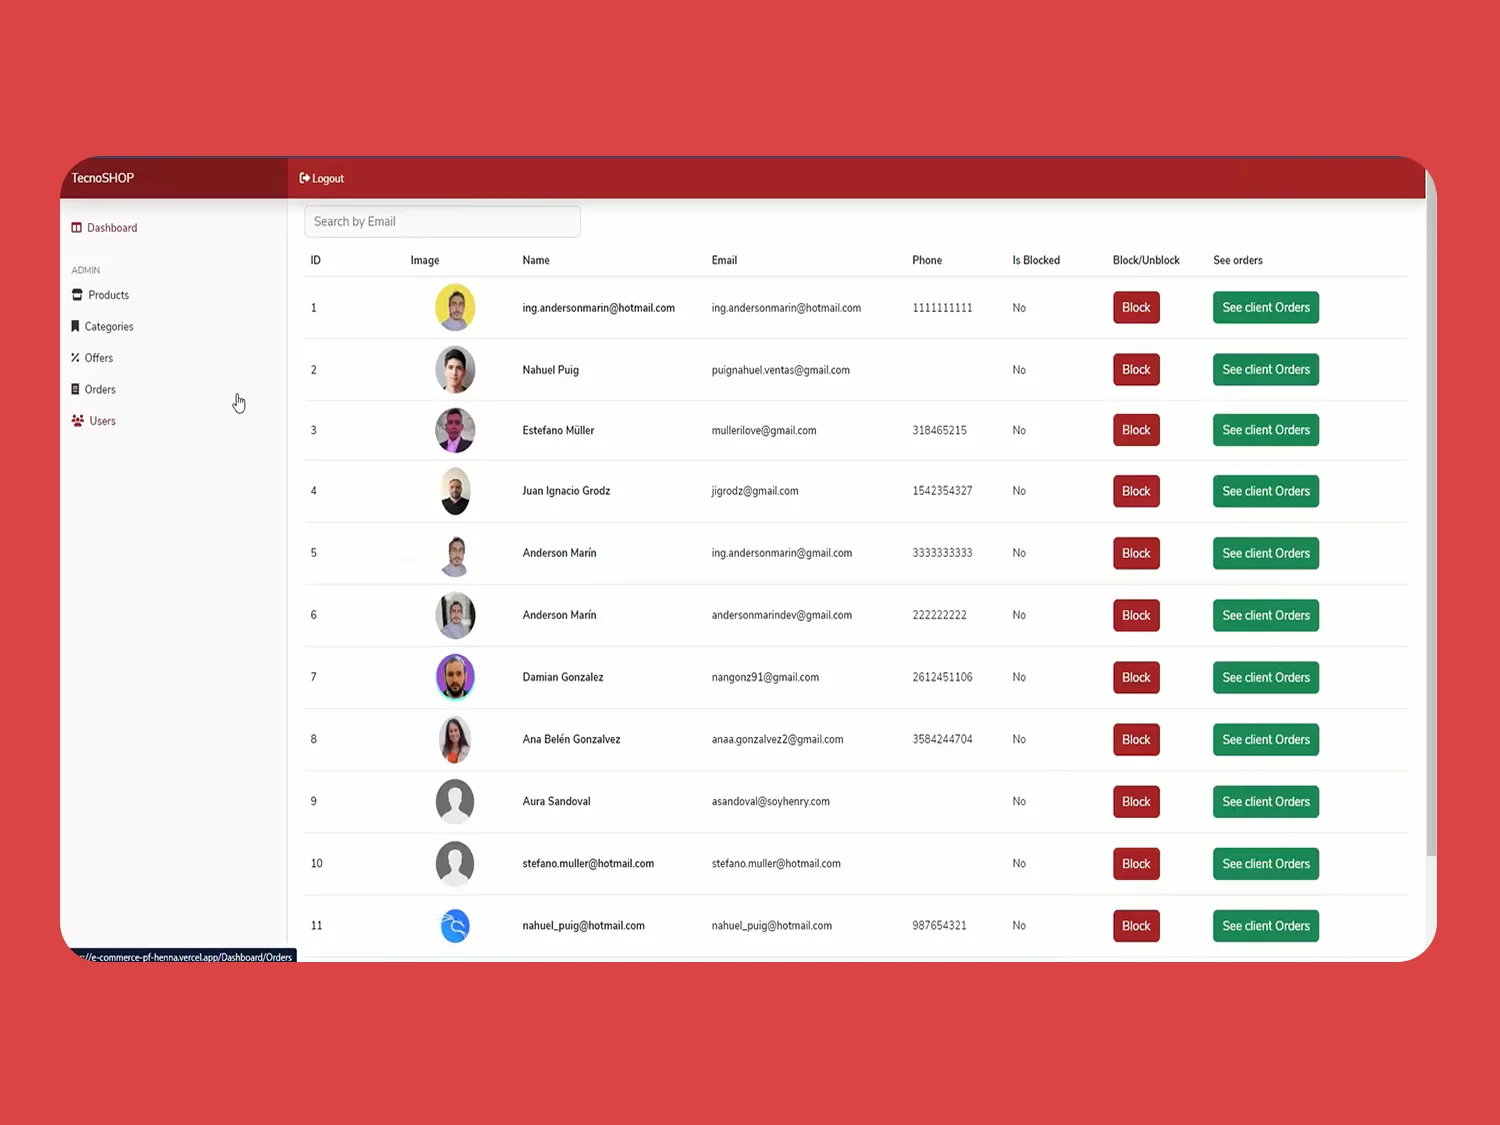 TecnoSHOP
Logout
Dashboard
ADMIN
Products
Categories
Offers
Orders
Users
Search by Email
ID Image Name Email Phone Is Blocked Block/Unblock See orders
1 ing.andersonmarin@hotmail.com ing.andersonmarin@hotmail.com 1111111111 No Block See client Orders
2 Nahuel Puig puignahuel.ventas@gmail.com No Block See client Orders
3 Estefano Müller mullerilove@gmail.com 318465215 No Block See client Orders
4 Juan Ignacio Grodz jigrodz@gmail.com 1542354327 No Block See client Orders
5 Anderson Marín ing.andersonmarin@gmail.com 3333333333 No Block See client Orders
6 Anderson Marín andersonmarindev@gmail.com 222222222 No Block See client Orders
7 Damian Gonzalez nangonz91@gmail.com 2612451106 No Block See client Orders
8 Ana Belén Gonzalvez anaa.gonzalvez2@gmail.com 3584244704 No Block See client Orders
9 Aura Sandoval asandoval@soyhenry.com No Block See client Orders
10 stefano.muller@hotmail.com stefano.muller@hotmail.com No Block See client Orders
11 nahuel_puig@hotmail.com nahuel_puig@hotmail.com 987654321 No Block See client Orders
://e-commerce-pf-henna.vercel.app/Dashboard/Orders